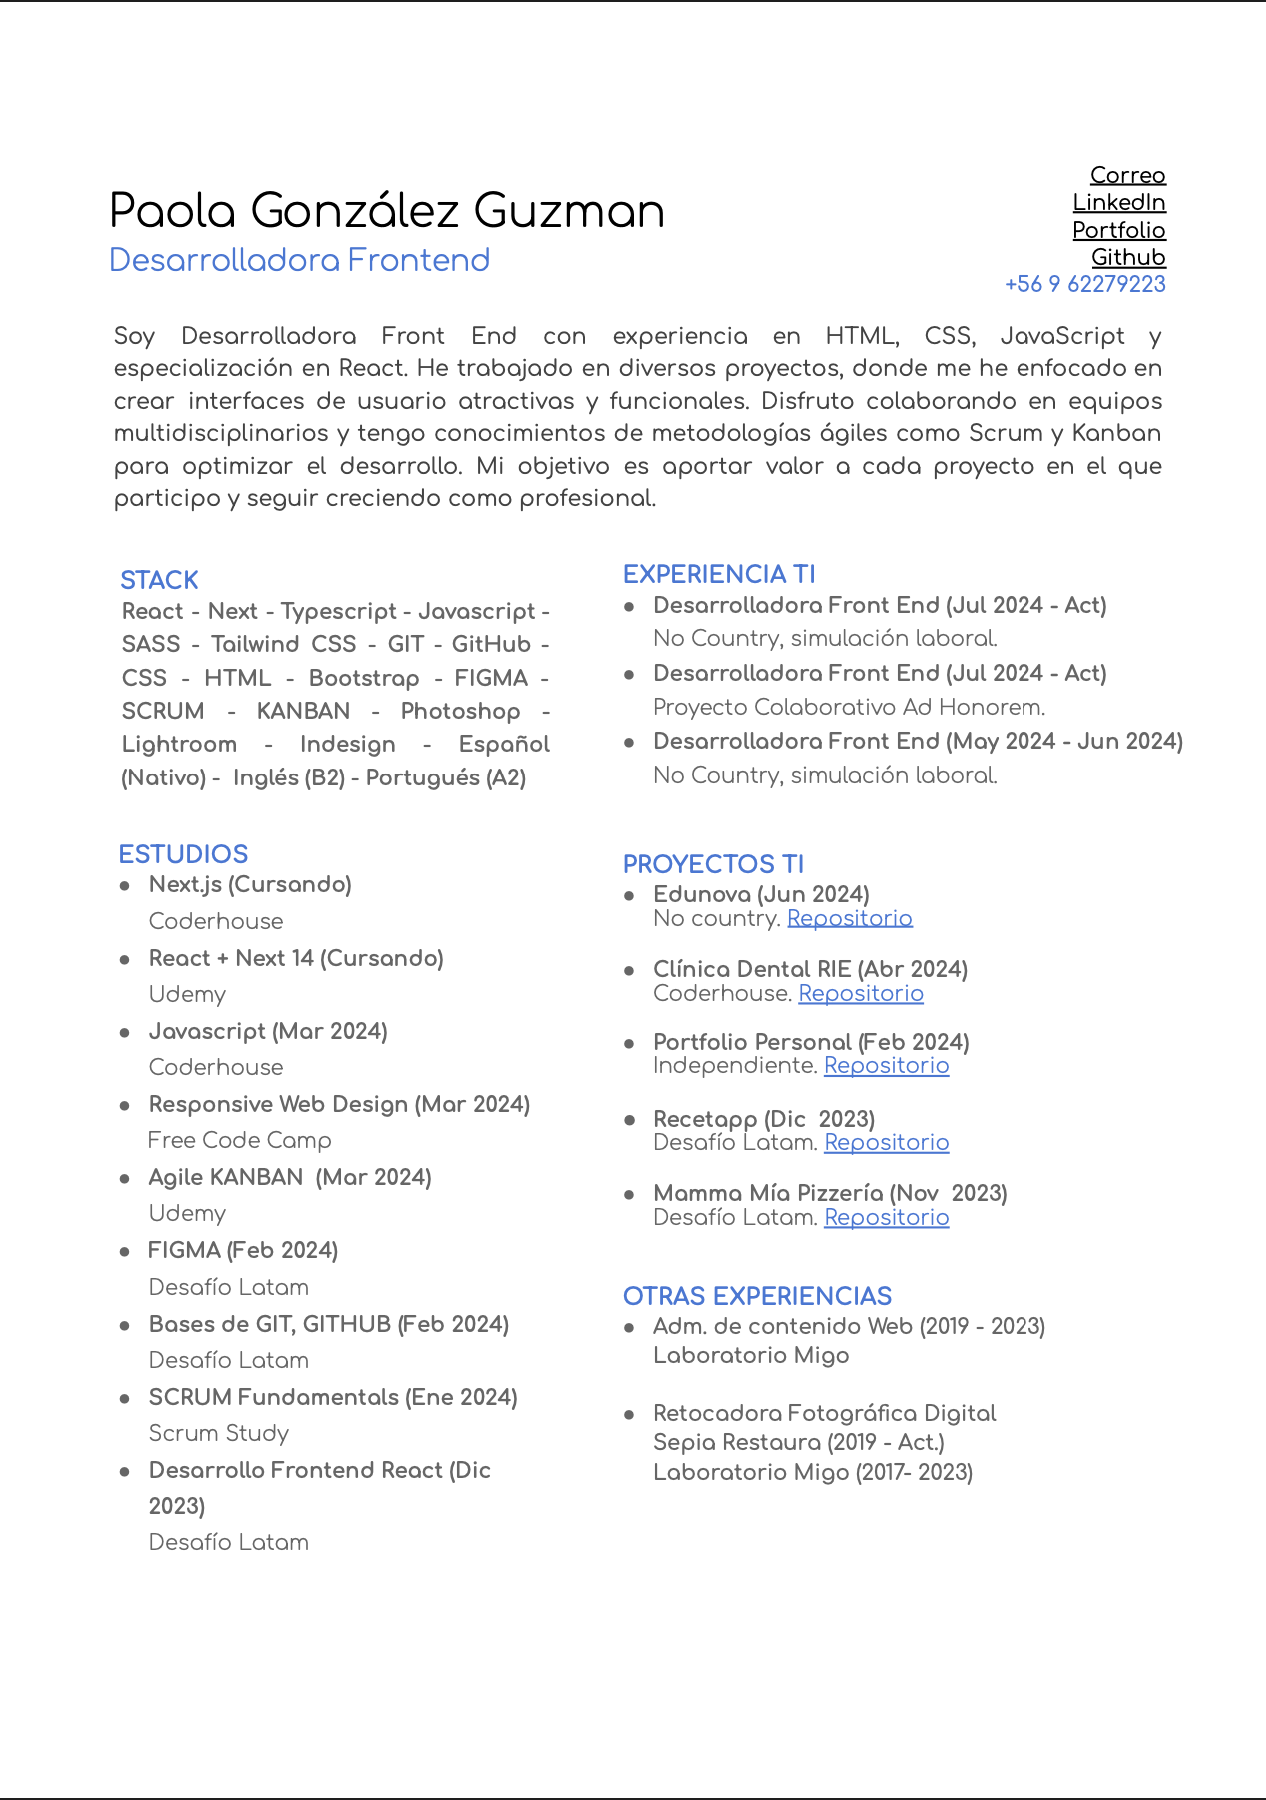 Paola González Guzman
Desarrolladora Frontend
Correo
LinkedIn
Portfolio
Github
+56 9 62279223
Soy Desarrolladora Front End con experiencia en HTML, CSS, JavaScript y
especialización en React. He trabajado en diversos proyectos, donde me he enfocado en
crear interfaces de usuario atractivas y funcionales. Disfruto colaborando en equipos
multidisciplinarios y tengo conocimientos de metodologías ágiles como Scrum y Kanban
para optimizar el desarrollo. Mi objetivo es aportar valor a cada proyecto en el que
participo y seguir creciendo como profesional.
STACK
React - Next - Typescript - Javascript -
SASS - Tailwind CSS - GIT - GitHub -
CSS - HTML - Bootstrap - FIGMA -
SCRUM - KANBAN - Photoshop -
Lightroom - Indesign - Español
(Nativo) - Inglés (B2) - Portugués (A2)
ESTUDIOS
● Next.js (Cursando)
Coderhouse
● React + Next 14 (Cursando)
Udemy
● Javascript (Mar 2024)
Coderhouse
● Responsive Web Design (Mar 2024)
Free Code Camp
● Agile KANBAN (Mar 2024)
Udemy
● FIGMA (Feb 2024)
Desafío Latam
● Bases de GIT, GITHUB (Feb 2024)
Desafío Latam
● SCRUM Fundamentals (Ene 2024)
Scrum Study
● Desarrollo Frontend React (Dic
2023)
Desafío Latam
EXPERIENCIA TI
● Desarrolladora Front End (Jul 2024 - Act)
No Country, simulación laboral.
● Desarrolladora Front End (Jul 2024 - Act)
Proyecto Colaborativo Ad Honorem.
● Desarrolladora Front End (May 2024 - Jun 2024)
No Country, simulación laboral.
PROYECTOS TI
● Edunova (Jun 2024)
No country. Repositorio
● Clínica Dental RIE (Abr 2024)
Coderhouse. Repositorio
● Portfolio Personal (Feb 2024)
Independiente. Repositorio
● Recetapp (Dic 2023)
Desafío Latam. Repositorio
● Mamma Mía Pizzería (Nov 2023)
Desafío Latam. Repositorio
OTRAS EXPERIENCIAS
● Adm. de contenido Web (2019 - 2023)
Laboratorio Migo
● Retocadora Fotográfica Digital
Sepia Restaura (2019 - Act.)
Laboratorio Migo (2017- 2023)